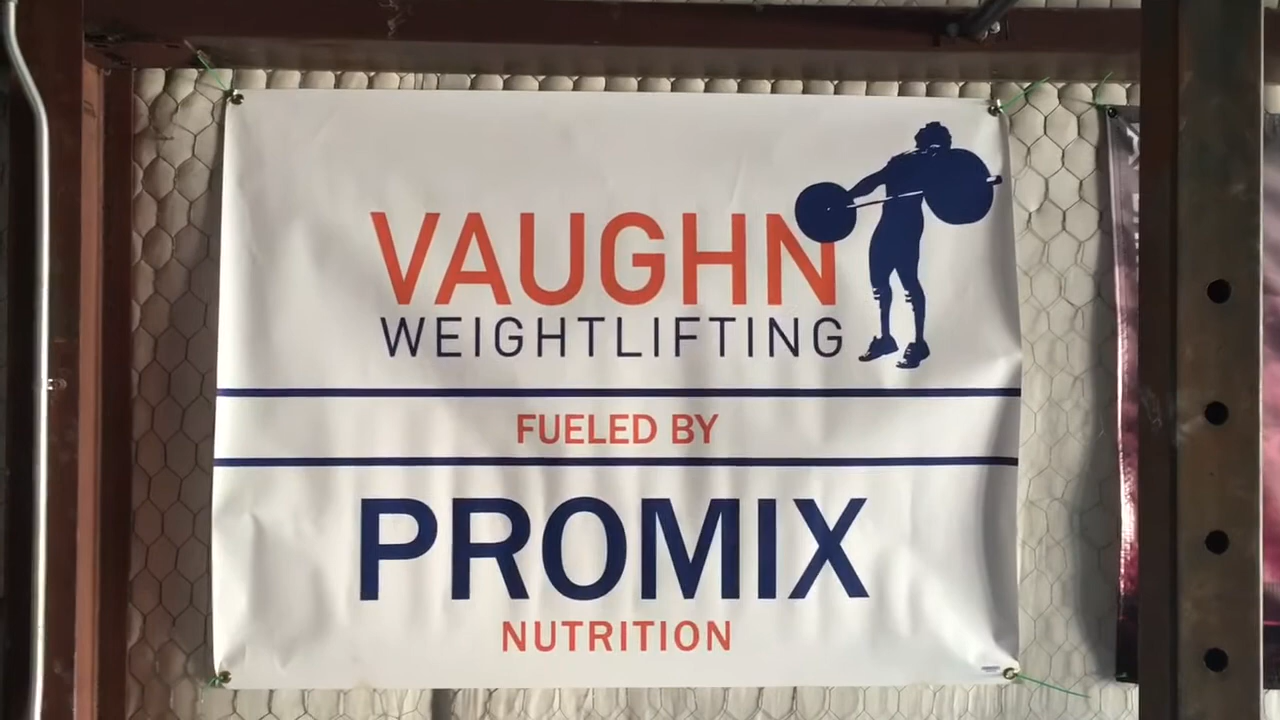 VAUGHN
WEIGHTLIFTING
FUELED BY
PROMIX
NUTRITION